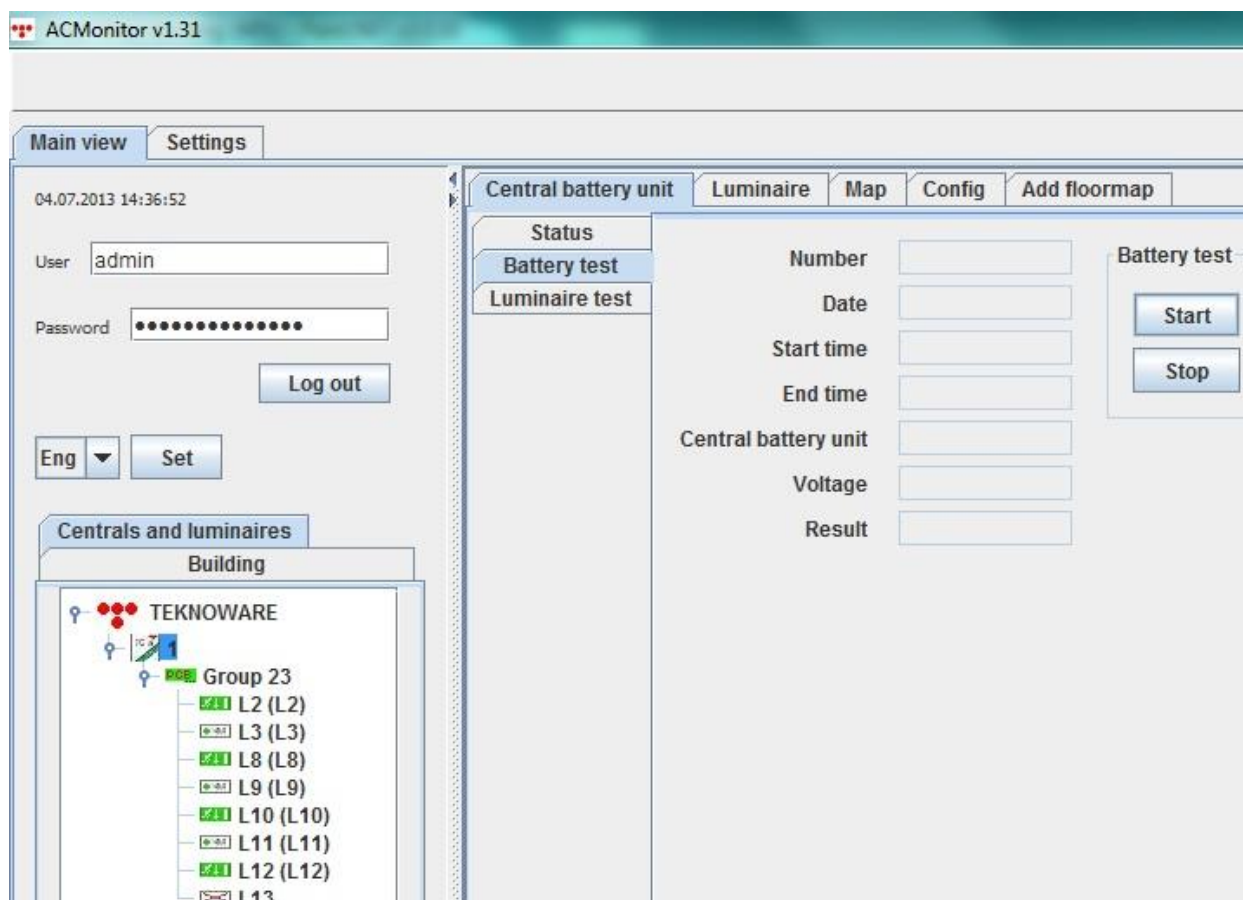 ACMonitor v1.31
Main view Settings
04.07.2013 14:36:52
User admin
Password ●●●●●●●●●●●●●●
Log out
Eng Set
Centrals and luminaires
Building
TEKNOWARE
1
PCB Group 23
L2 (L2)
L3 (L3)
L8 (L8)
L9 (L9)
L10 (L10)
L11 (L11)
L12 (L12)
L13
Central battery unit Luminaire Map Config Add floormap
Status
Battery test
Luminaire test
Number
Date
Start time
End time
Central battery unit
Voltage
Result
Battery test
Start
Stop